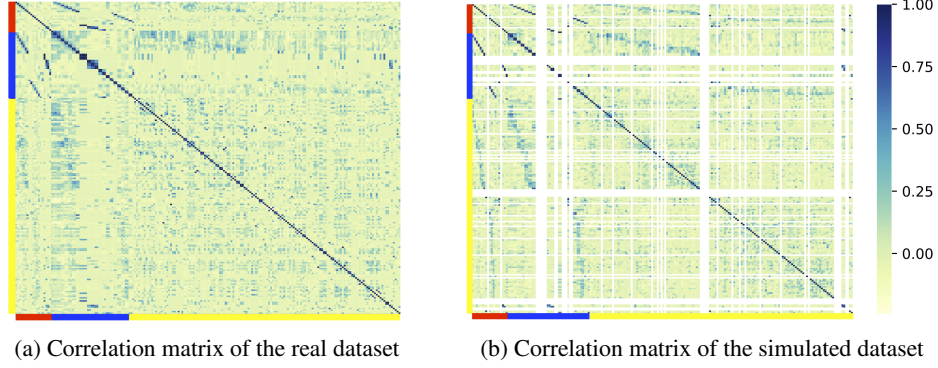 1.00
0.75
0.50
0.25
0.00
(a) Correlation matrix of the real dataset
(b) Correlation matrix of the simulated dataset